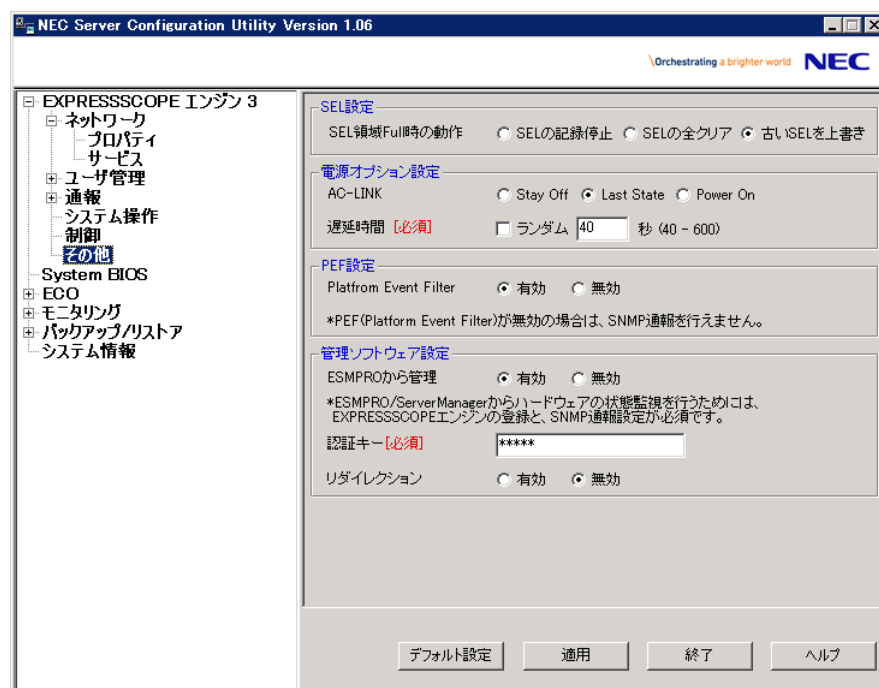 NEC Server Configuration Utility Version 1.06
\Orchestrating a brighter world NEC
EXPRESSSCOPE エンジン 3
ネットワーク
プロパティ
サービス
ユーザ管理
通報
システム操作
制御
その他
System BIOS
ECO
モニタリング
バックアップ/リストア
システム情報
SEL設定
SEL領域Full時の動作 SELの記録停止 SELの全クリア 古いSELを上書き
電源オプション設定
AC-LINK Stay Off Last State Power On
遅延時間 [必須] ランダム 40 秒 (40 - 600)
PEF設定
Platfrom Event Filter 有効 無効
*PEF(Platform Event Filter)が無効の場合は、SNMP通報を行えません。
管理ソフトウェア設定
ESMPROから管理 有効 無効
*ESMPRO/ServerManagerからハードウェアの状態監視を行うためには、
EXPRESSSCOPEエンジンの登録と、SNMP通報設定が必須です。
認証キー[必須] *****
リダイレクション 有効 無効
デフォルト設定 適用 終了 ヘルプ